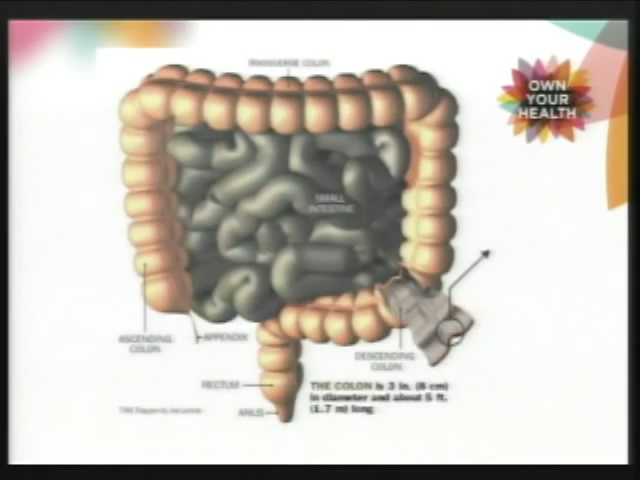 TRANSVERSE COLON
OWN
YOUR
HEALTH
SMALL
INTESTINE
ASCENDING
COLON
APPENDIX
DESCENDING
COLON
RECTUM
THE COLON is 3 in. (8 cm)
in diameter and about 5 ft.
(1.7 m) long
ANUS